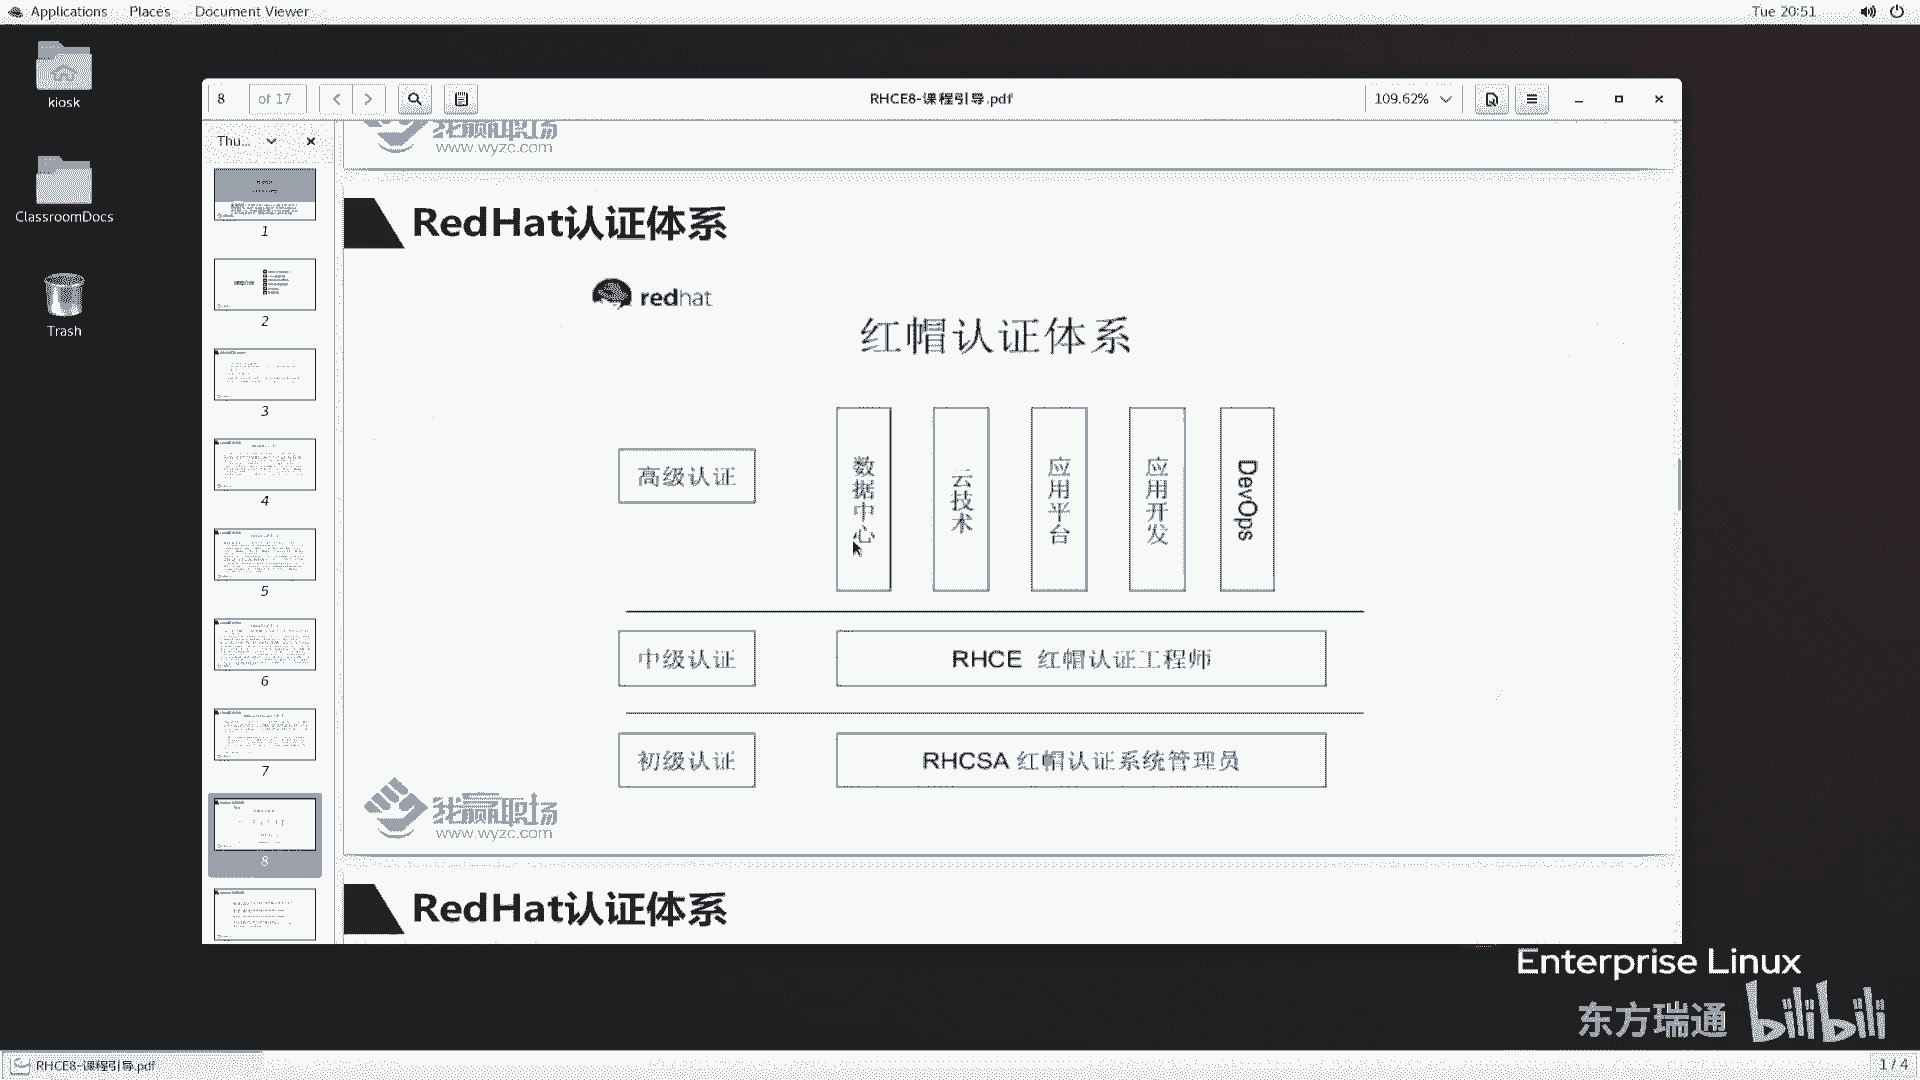 Applications Places Document Viewer Tue 20:51
kiosk
ClassroomDocs
Trash
8 of 17 RHCE8-课程引导.pdf 109.62%
Thu...
1
2
3
4
5
6
7
8
我赢职场
www.wyzc.com
RedHat认证体系
redhat
红帽认证体系
高级认证
数据中心
云技术
应用平台
应用开发
DevOps
中级认证
RHCE 红帽认证工程师
初级认证
RHCSA 红帽认证系统管理员
我赢职场
www.wyzc.com
RedHat认证体系
Enterprise Linux
东方瑞通 bilibili
RHCE8-课程引导.pdf 1 / 4